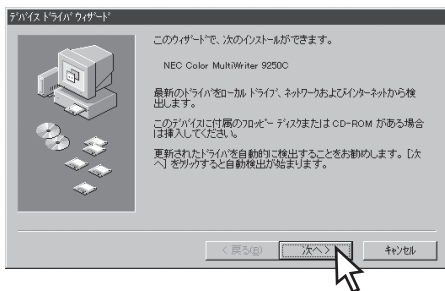 デバイス ドライバ ウィザード
このウィザードで、次のインストールができます。
NEC Color MultiWriter 9250C
最新のドライバをローカル ドライブ、ネットワークおよびインターネットから検
出します。
このデバイスに付属のフロッピー ディスクまたは CD-ROM がある場合
は挿入してください。
更新されたドライバを自動的に検出することをお勧めします。[次
へ] をクリックすると自動検出が始まります。
< 戻る(B)
次へ >
キャンセル